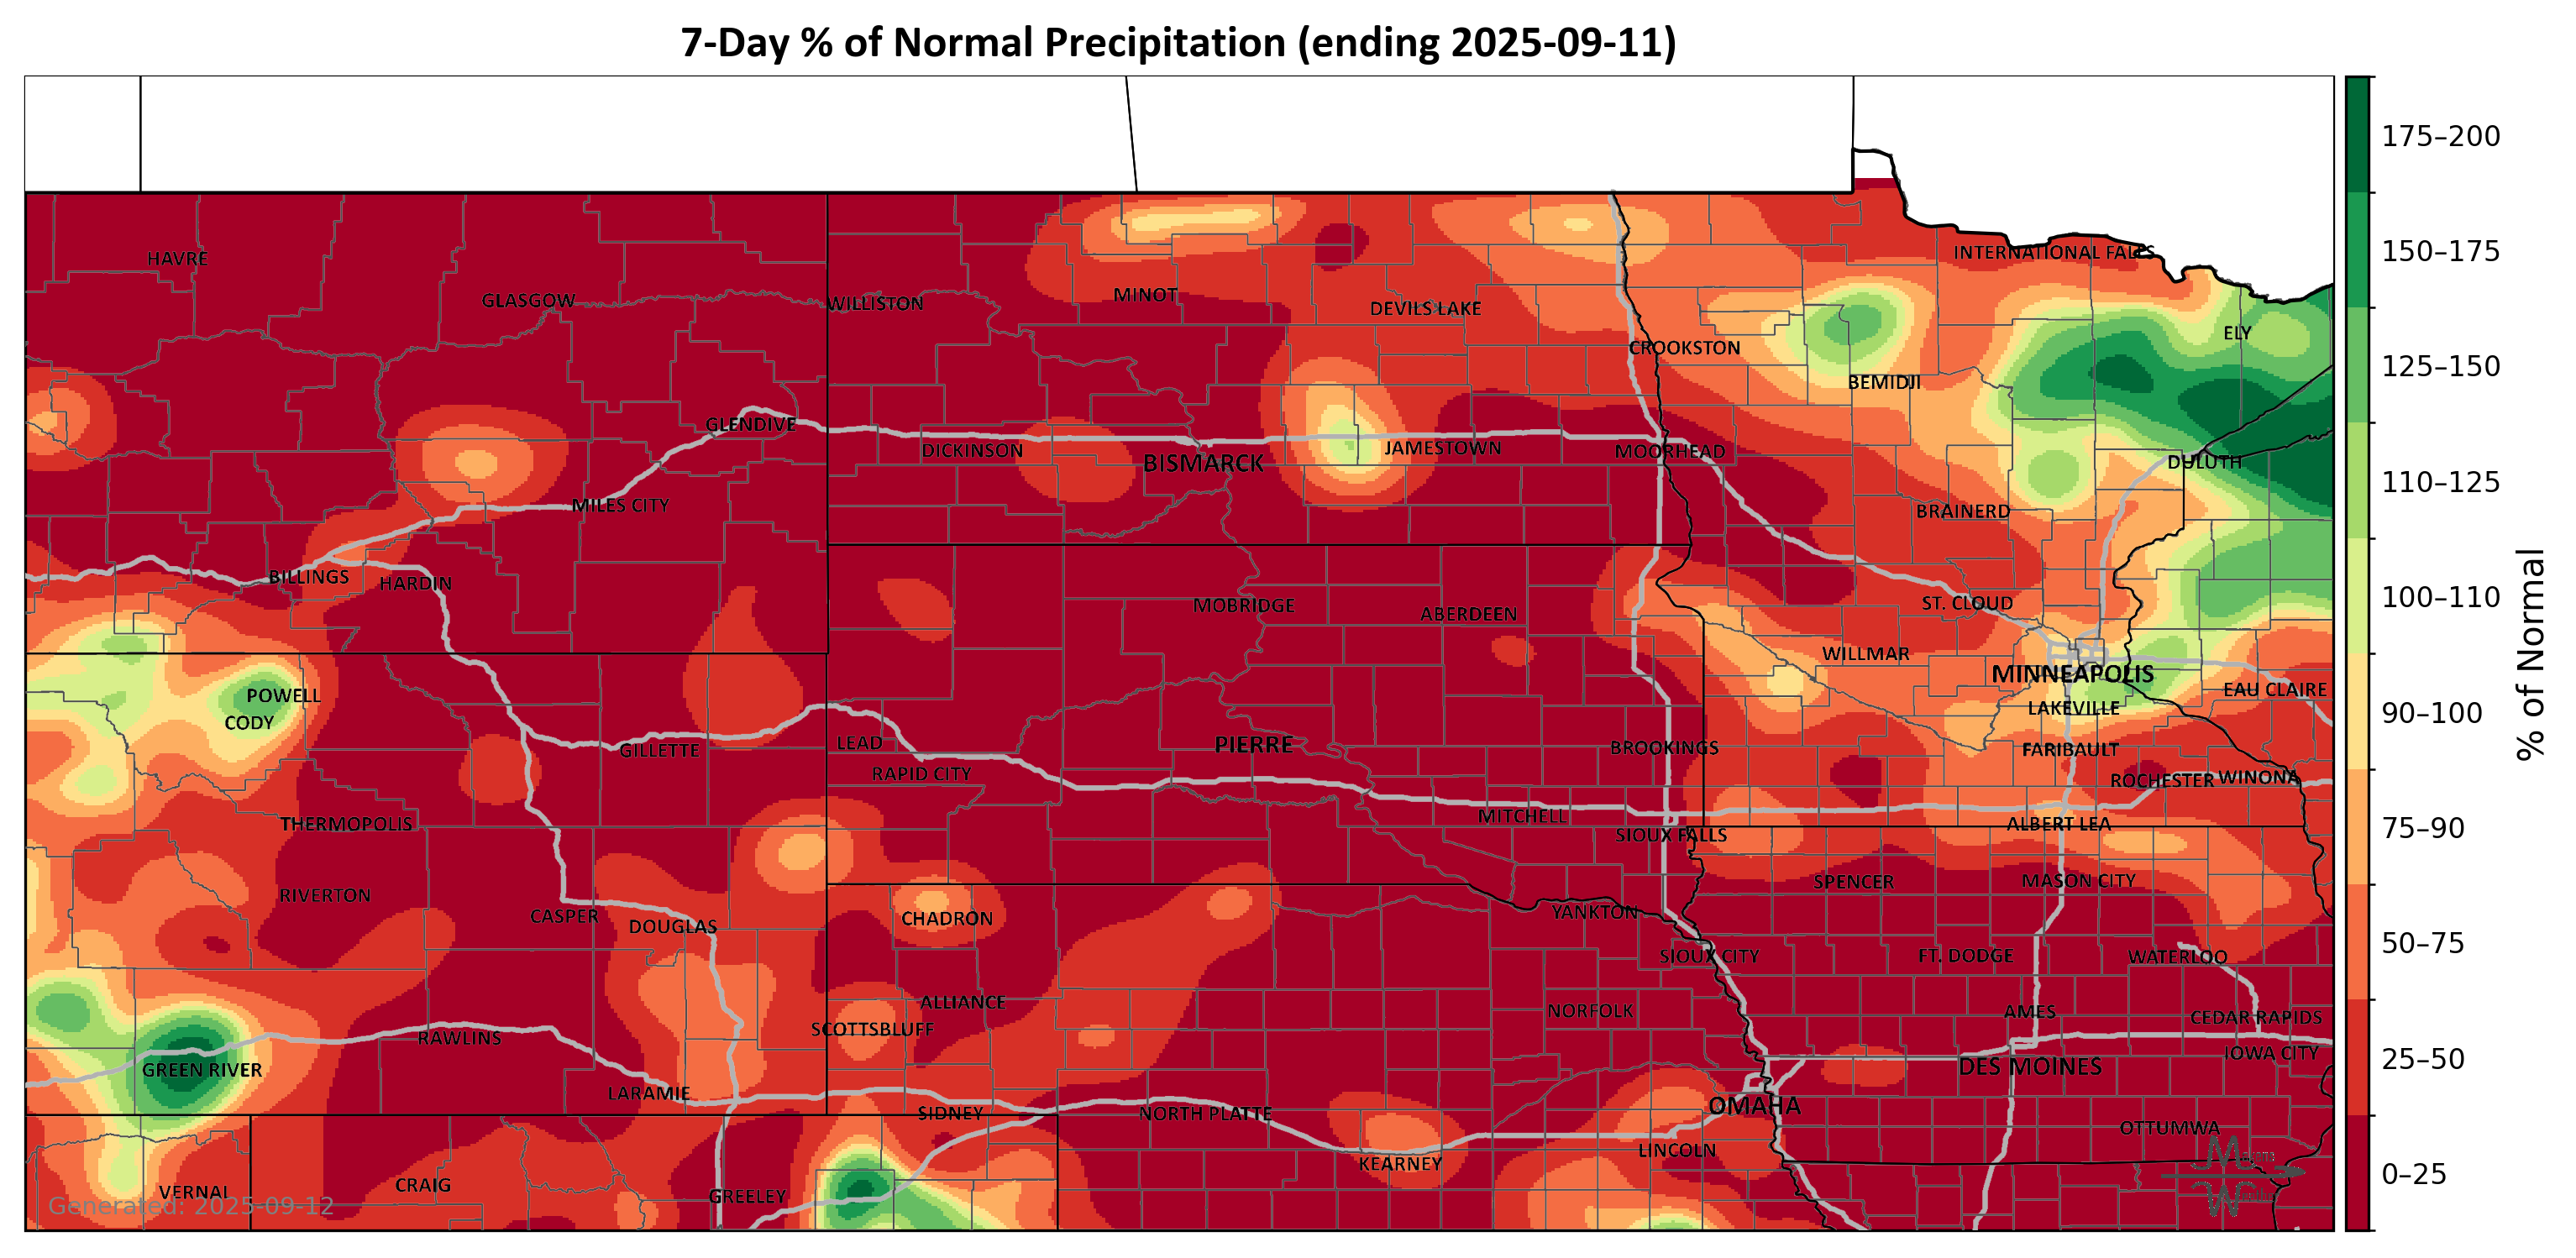 7-Day % of Normal Precipitation (ending 2025-09-11)
175–200
150–175
125–150
110–125
100–110
90–100
75–90
50–75
25–50
0–25
% of Normal
HAVRE
INTERNATIONAL FALLS
GLASGOW
WILLISTON
MINOT
DEVILS LAKE
ELY
CROOKSTON
BEMIDJI
GLENDIVE
DICKINSON
BISMARCK
JAMESTOWN
MOORHEAD
DULUTH
MILES CITY
BRAINERD
BILLINGS
HARDIN
MOBRIDGE
ABERDEEN
ST. CLOUD
WILLMAR
MINNEAPOLIS
EAU CLAIRE
POWELL
CODY
LAKEVILLE
GILLETTE
LEAD
PIERRE
BROOKINGS
FARIBAULT
RAPID CITY
ROCHESTER
WINONA
THERMOPOLIS
MITCHELL
SIOUX FALLS
ALBERT LEA
RIVERTON
SPENCER
MASON CITY
CASPER
DOUGLAS
CHADRON
YANKTON
SIOUX CITY
FT. DODGE
WATERLOO
ALLIANCE
NORFOLK
AMES
CEDAR RAPIDS
SCOTTSBLUFF
RAWLINS
IOWA CITY
GREEN RIVER
DES MOINES
LARAMIE
SIDNEY
NORTH PLATTE
OMAHA
OTTUMWA
KEARNEY
LINCOLN
VERNAL
CRAIG
GREELEY
Generated: 2025-09-12